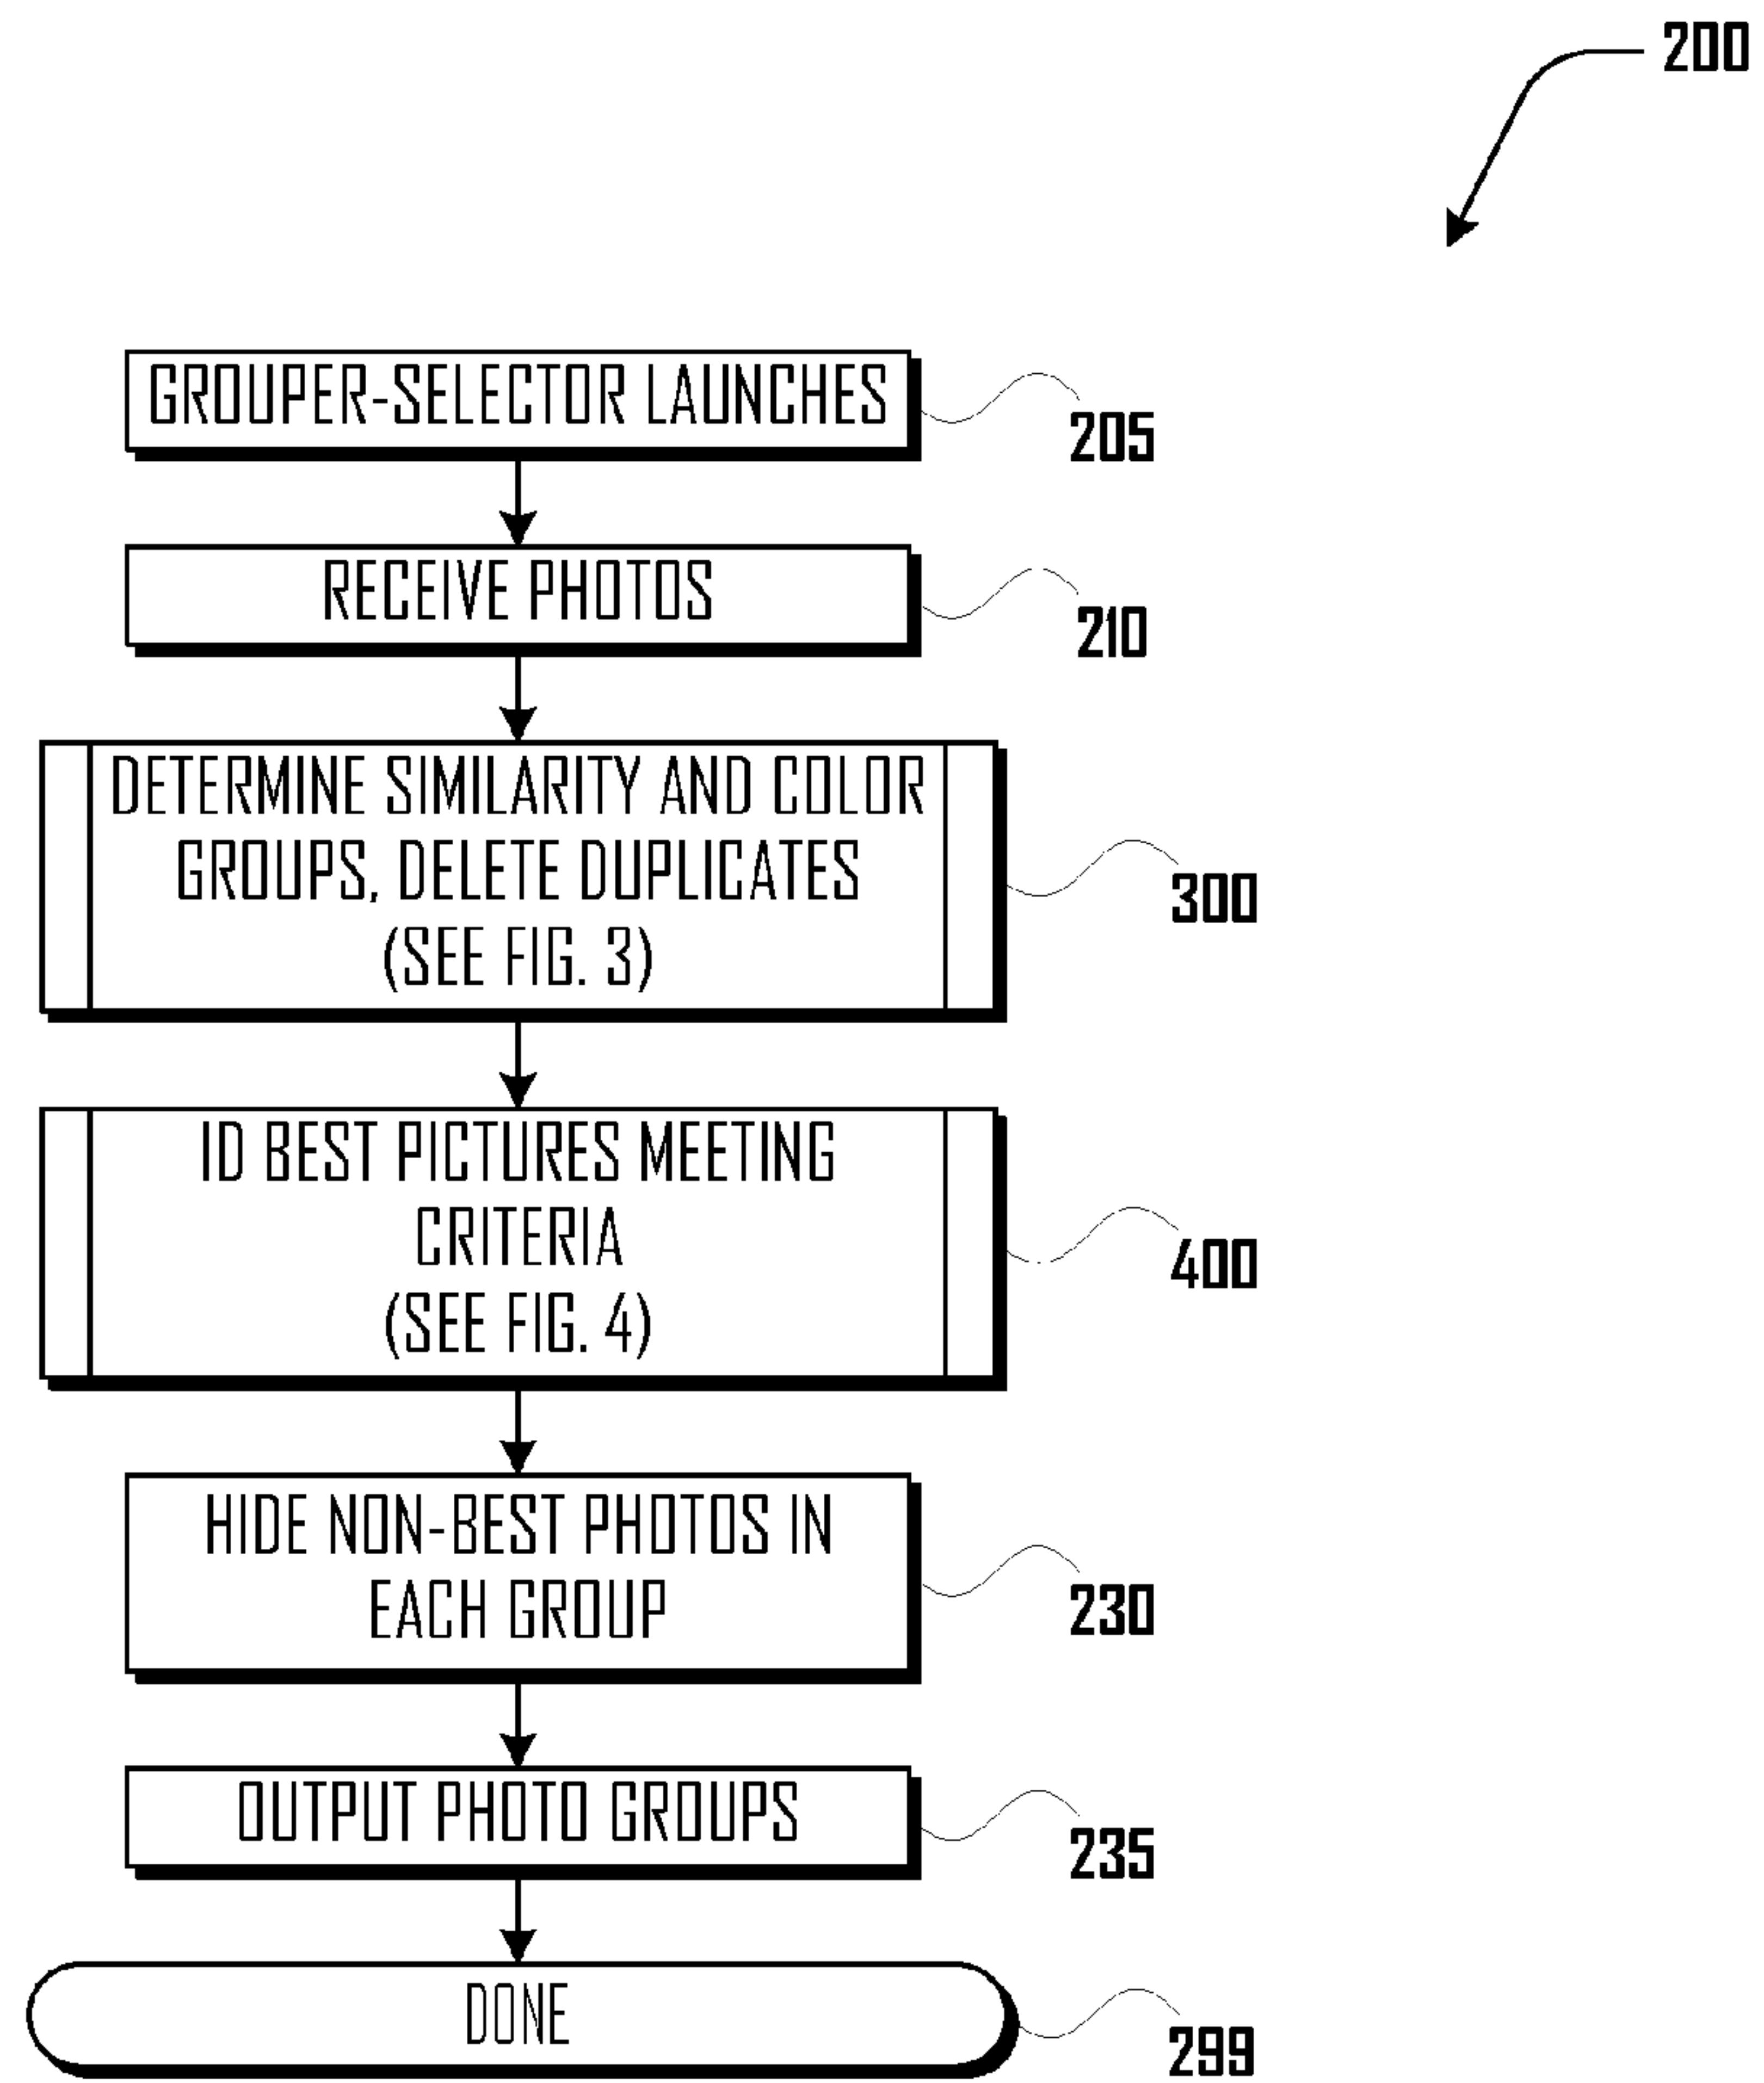 200
GROUPER-SELECTOR LAUNCHES
205
RECEIVE PHOTOS
210
DETERMINE SIMILARITY AND COLOR
GROUPS, DELETE DUPLICATES
(SEE FIG. 3)
300
ID BEST PICTURES MEETING
CRITERIA
(SEE FIG. 4)
400
HIDE NON-BEST PHOTOS IN
EACH GROUP
230
OUTPUT PHOTO GROUPS
235
DONE
299